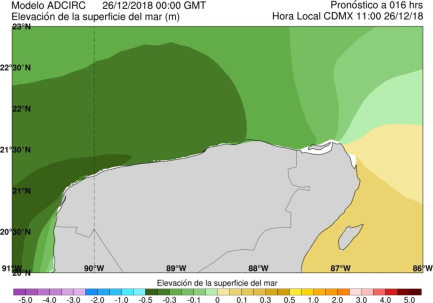 Modelo ADCIRC 26/12/2018 00:00 GMT Pronóstico a 016 hrs
Elevación de la superficie del mar (m) Hora Local CDMX 11:00 26/12/18
23°N
22°30'N
22°N
21°30'N
21°N
20°30'N
20°N
91°W 90°W 89°W 88°W 87°W 86°W
Elevación de la superficie del mar
-5.0 -4.0 -3.0 -2.0 -1.0 -0.5 -0.3 -0.1 0 0.1 0.3 0.5 1.0 2.0 3.0 4.0 5.0